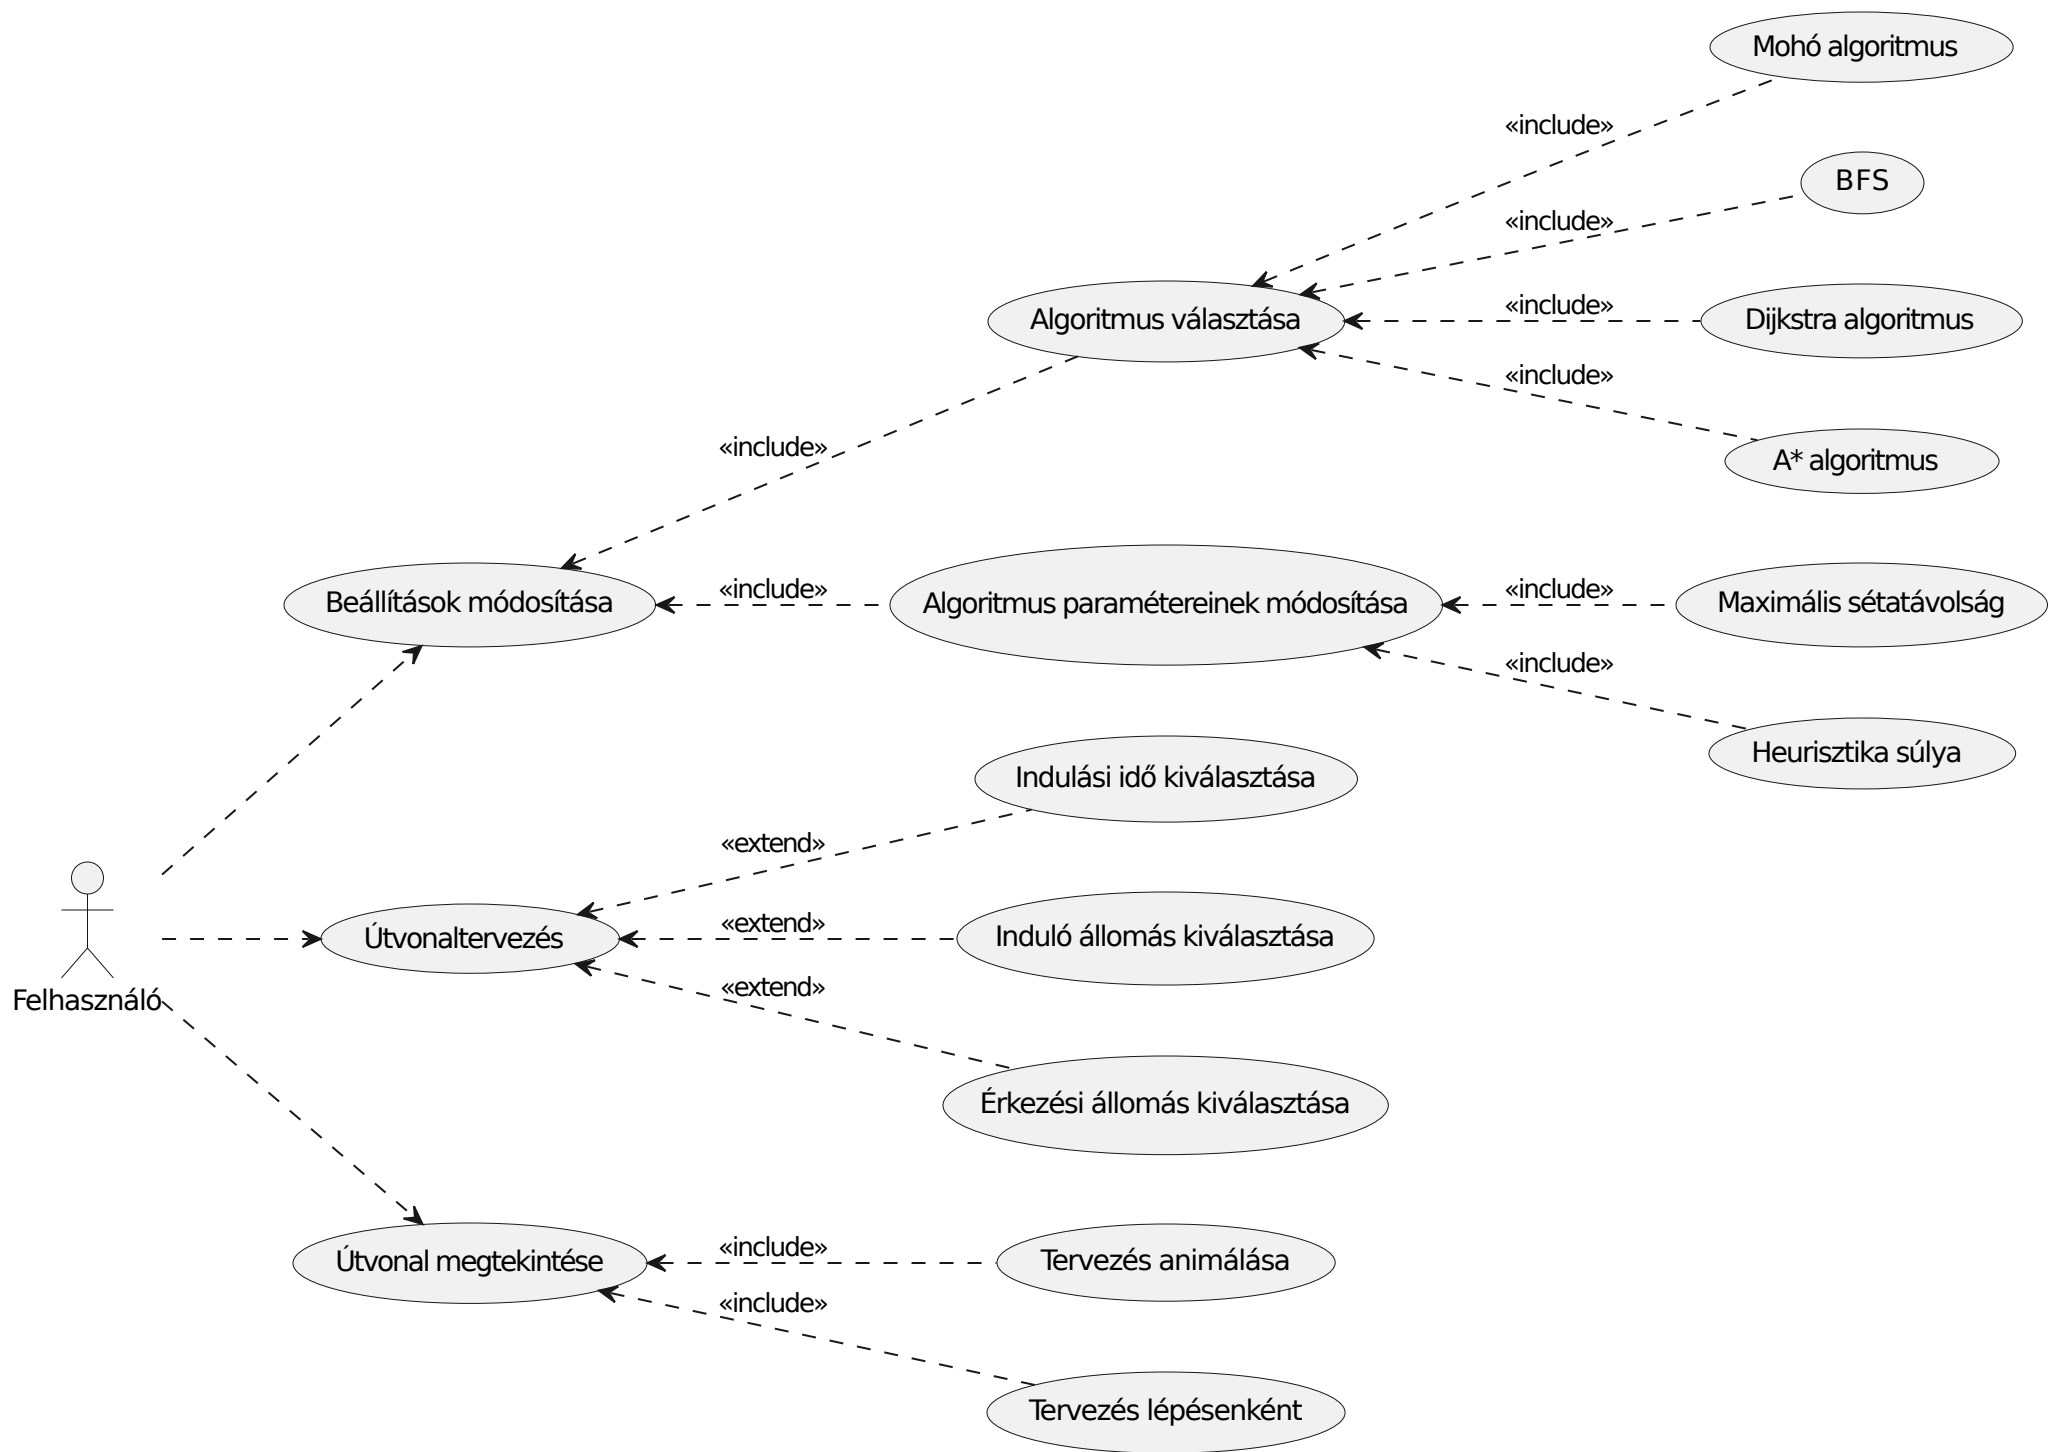 Mohó algoritmus
«include»
BFS
«include»
«include»
Algoritmus választása
Dijkstra algoritmus
«include»
«include»
A* algoritmus
«include»
«include»
Beállítások módosítása
Algoritmus paramétereinek módosítása
Maximális sétatávolság
«include»
Heurisztika súlya
Indulási idő kiválasztása
«extend»
«extend»
Útvonaltervezés
Induló állomás kiválasztása
«extend»
Felhasználó
Érkezési állomás kiválasztása
«include»
Útvonal megtekintése
Tervezés animálása
«include»
Tervezés lépésenként